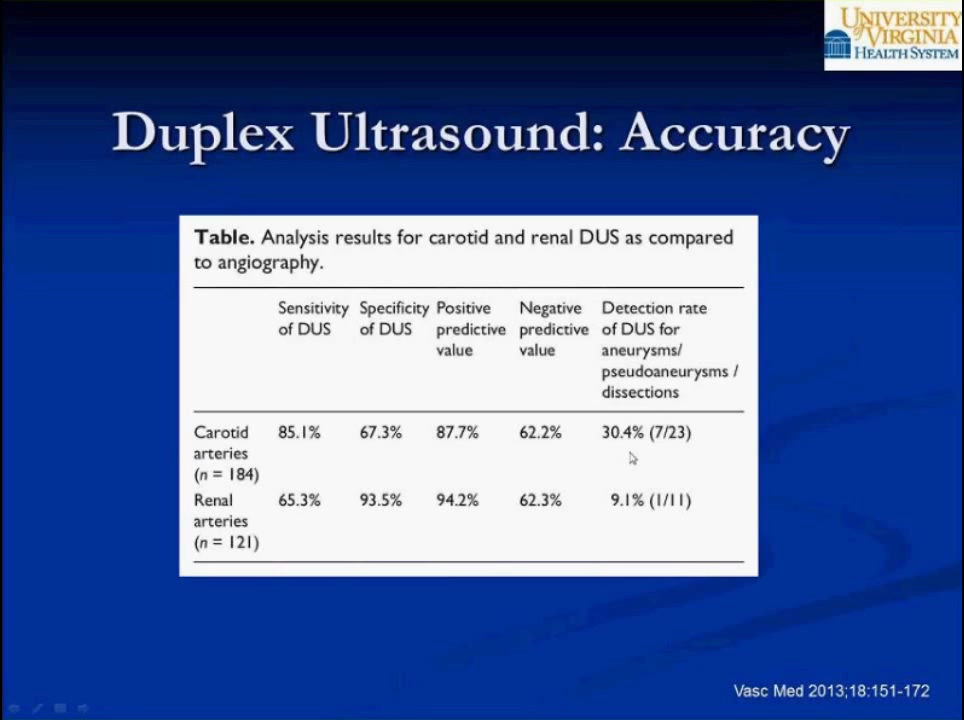 UNIVERSITY
of VIRGINIA
HEALTH SYSTEM
Duplex Ultrasound: Accuracy
Table. Analysis results for carotid and renal DUS as compared
to angiography.
Sensitivity Specificity Positive Negative Detection rate
of DUS of DUS predictive predictive of DUS for
value value aneurysms/
pseudoaneurysms /
dissections
Carotid 85.1% 67.3% 87.7% 62.2% 30.4% (7/23)
arteries
(n = 184)
Renal 65.3% 93.5% 94.2% 62.3% 9.1% (1/11)
arteries
(n = 121)
Vasc Med 2013;18:151-172